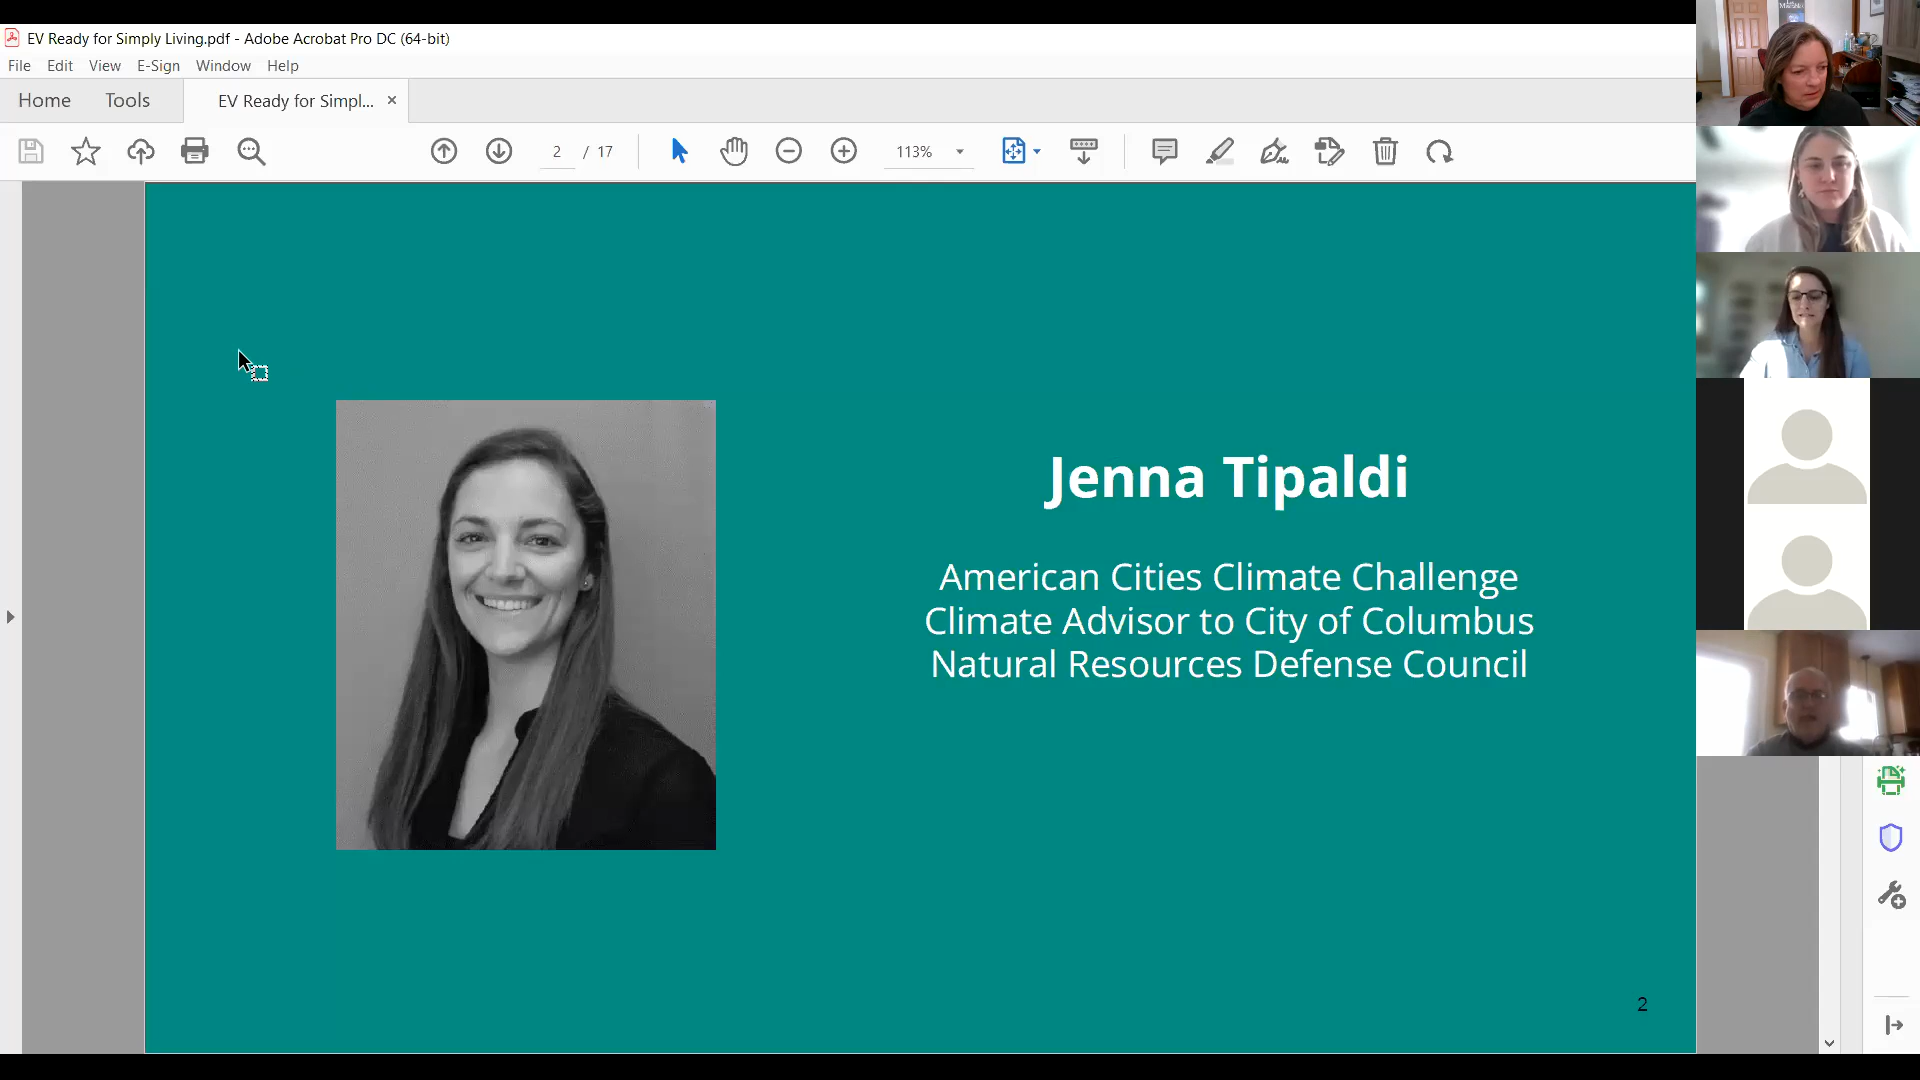 EV Ready for Simply Living.pdf - Adobe Acrobat Pro DC (64-bit)
File Edit View E-Sign Window Help
Home Tools EV Ready for Simpl... ×
2 / 17 113%
Jenna Tipaldi
American Cities Climate Challenge
Climate Advisor to City of Columbus
Natural Resources Defense Council
2